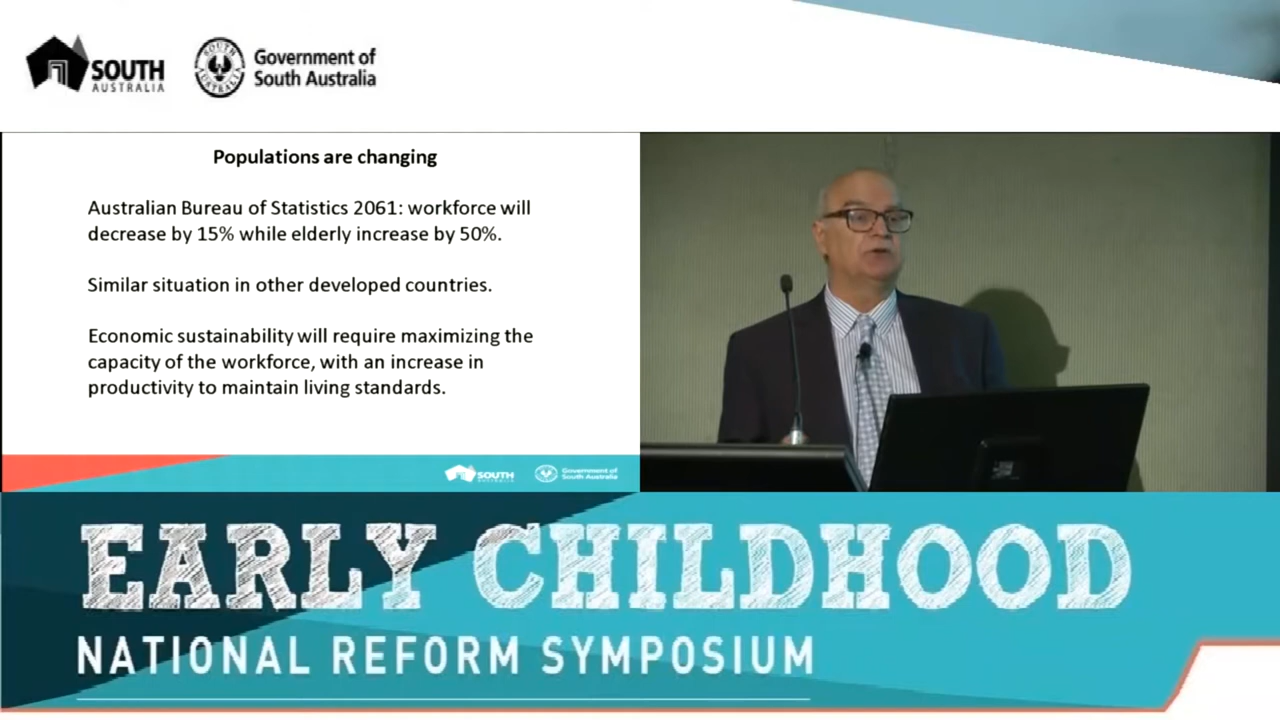 SOUTH
AUSTRALIA
SOUTH
AUSTRALIA
Government of
South Australia
Populations are changing
Australian Bureau of Statistics 2061: workforce will
decrease by 15% while elderly increase by 50%.
Similar situation in other developed countries.
Economic sustainability will require maximizing the
capacity of the workforce, with an increase in
productivity to maintain living standards.
SOUTH
AUSTRALIA
Government of
South Australia
EARLY CHILDHOOD
NATIONAL REFORM SYMPOSIUM